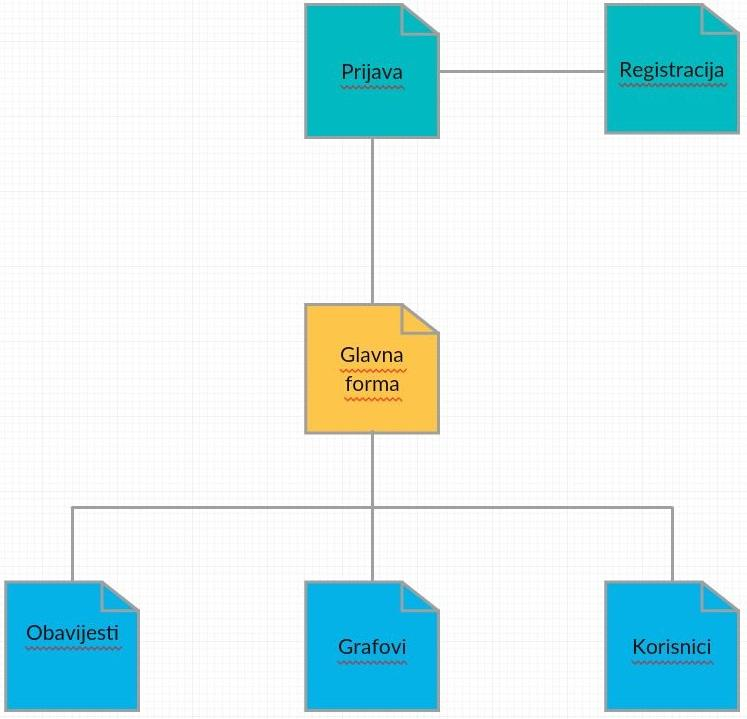 Prijava
Registracija
Glavna
forma
Obavijesti
Grafovi
Korisnici